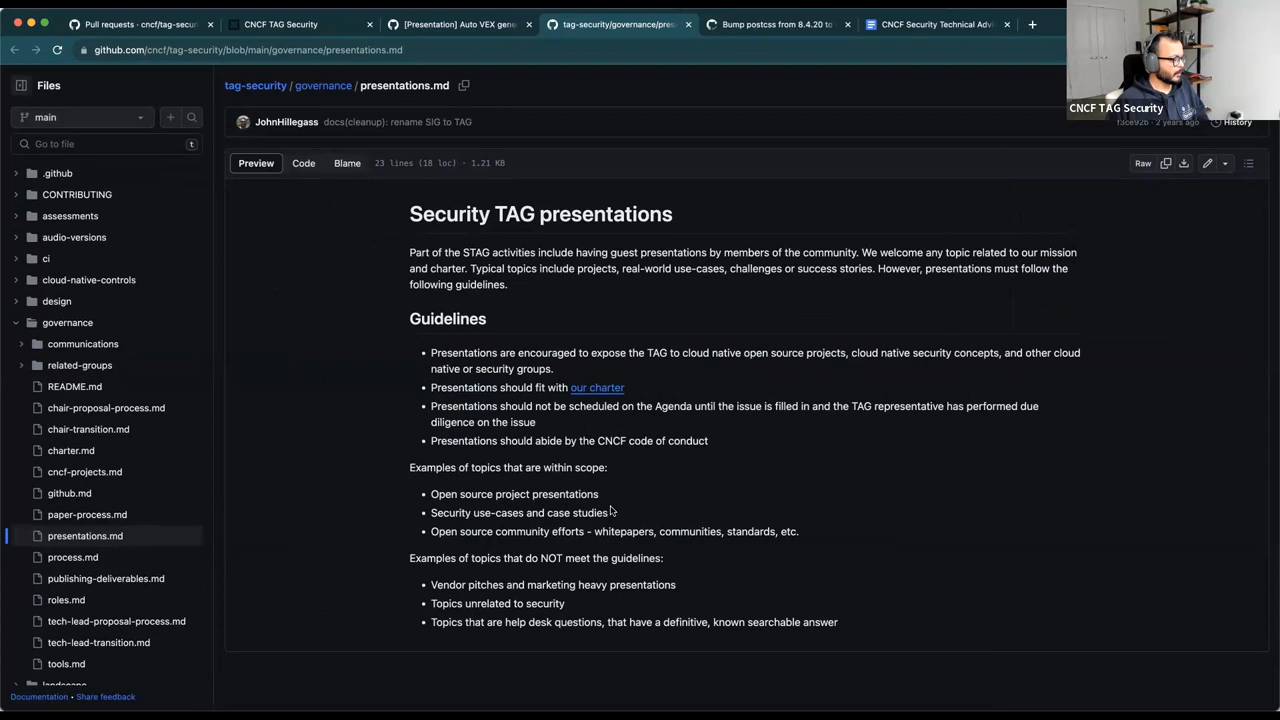 Pull requests · cncf/tag-secur
CNCF TAG Security
[Presentation] Auto VEX gene
tag-security/governance/pres
Bump postcss from 8.4.20 to
CNCF Security Technical Advi
github.com/cncf/tag-security/blob/main/governance/presentations.md
CNCF TAG Security
Files
tag-security / governance / presentations.md
main
JohnHillegass docs(cleanup): rename SIG to TAG
f3ce92b · 2 years ago
History
Go to file
t
Preview
Code
Blame
23 lines (18 loc) · 1.21 KB
Raw
.github
CONTRIBUTING
assessments
audio-versions
ci
cloud-native-controls
design
governance
communications
related-groups
README.md
chair-proposal-process.md
chair-transition.md
charter.md
cncf-projects.md
github.md
paper-process.md
presentations.md
process.md
publishing-deliverables.md
roles.md
tech-lead-proposal-process.md
tech-lead-transition.md
tools.md
landscape
Documentation • Share feedback
Security TAG presentations
Part of the STAG activities include having guest presentations by members of the community. We welcome any topic related to our mission
and charter. Typical topics include projects, real-world use-cases, challenges or success stories. However, presentations must follow the
following guidelines.
Guidelines
• Presentations are encouraged to expose the TAG to cloud native open source projects, cloud native security concepts, and other cloud
native or security groups.
• Presentations should fit with our charter
• Presentations should not be scheduled on the Agenda until the issue is filled in and the TAG representative has performed due
diligence on the issue
• Presentations should abide by the CNCF code of conduct
Examples of topics that are within scope:
• Open source project presentations
• Security use-cases and case studies
• Open source community efforts - whitepapers, communities, standards, etc.
Examples of topics that do NOT meet the guidelines:
• Vendor pitches and marketing heavy presentations
• Topics unrelated to security
• Topics that are help desk questions, that have a definitive, known searchable answer